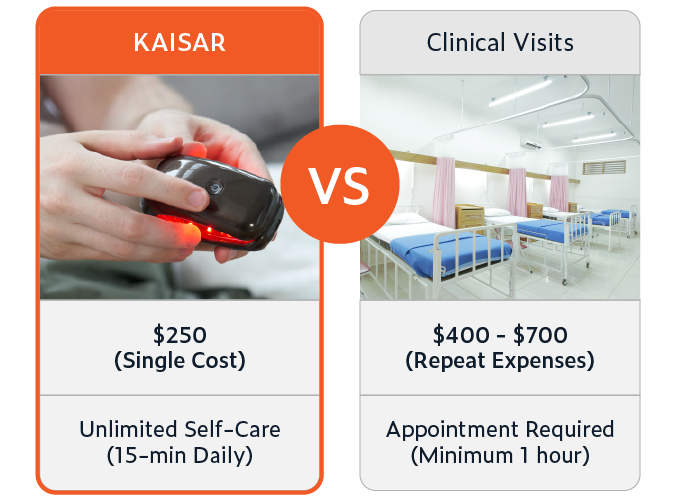 KAISAR
Clinical Visits
VS
$250
(Single Cost)
$400 - $700
(Repeat Expenses)
Unlimited Self-Care
(15-min Daily)
Appointment Required
(Minimum 1 hour)